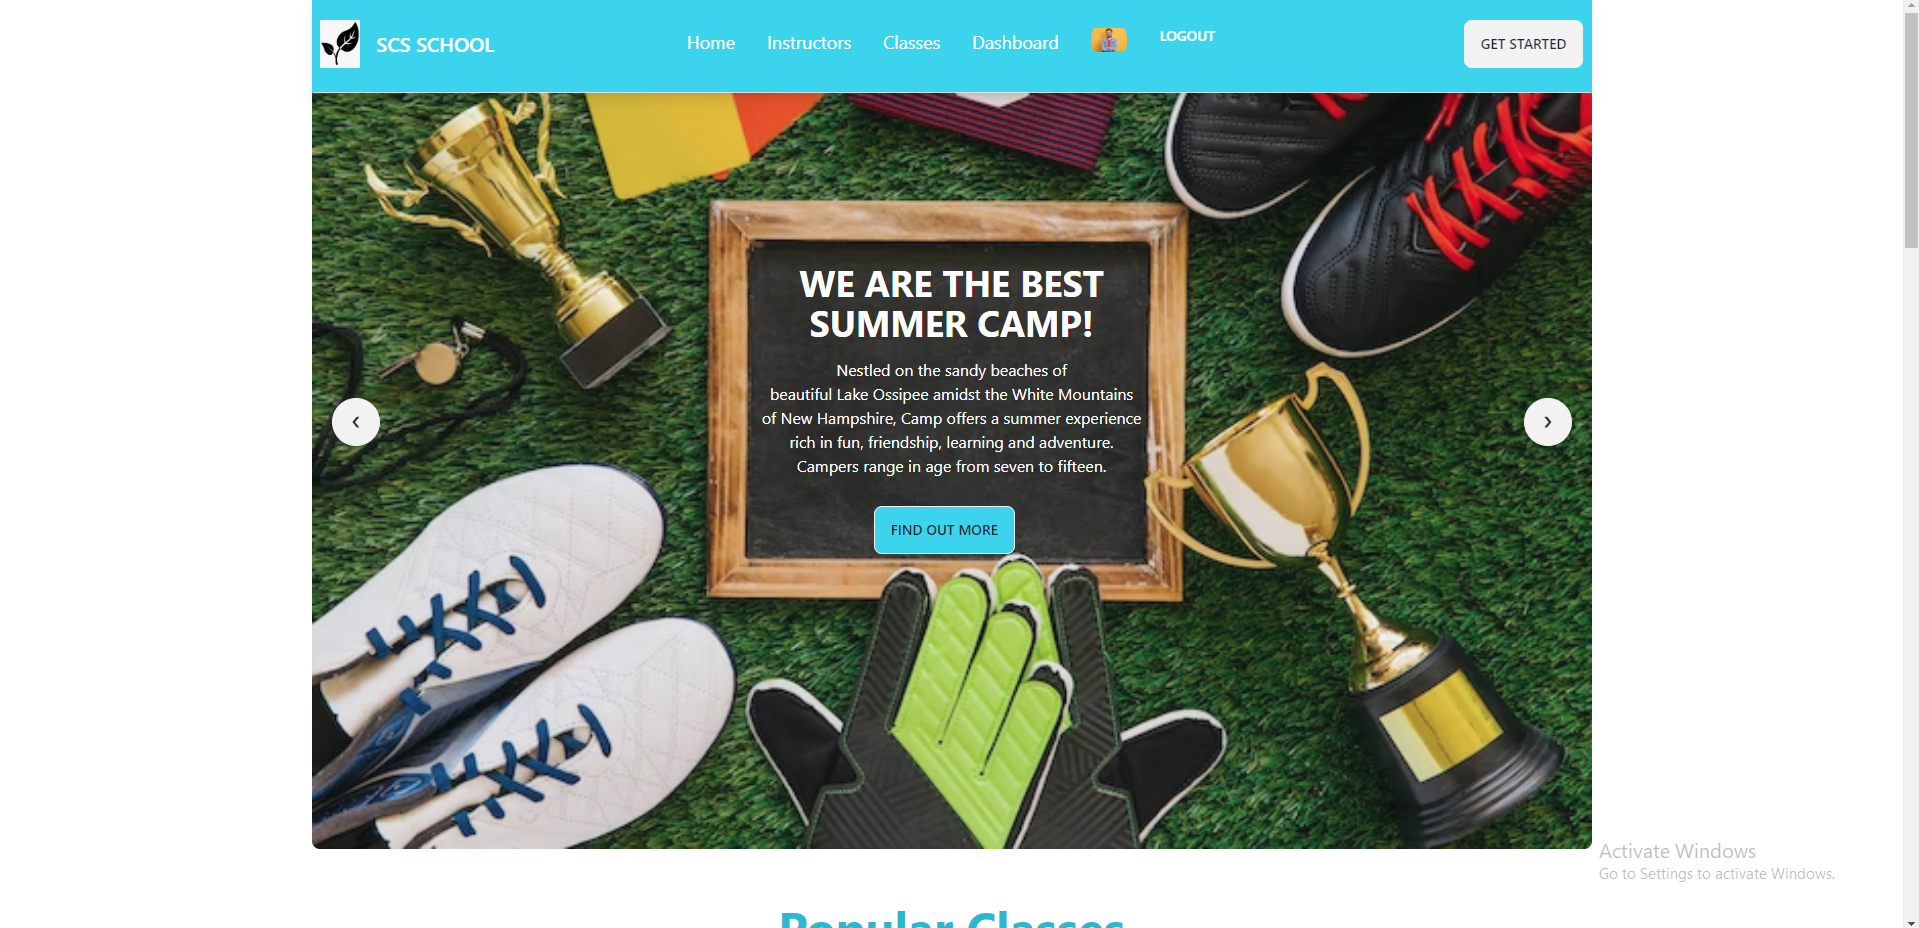 SCS SCHOOL
Home Instructors Classes Dashboard LOGOUT
GET STARTED
WE ARE THE BEST
SUMMER CAMP!
Nestled on the sandy beaches of
beautiful Lake Ossipee amidst the White Mountains
of New Hampshire, Camp offers a summer experience
rich in fun, friendship, learning and adventure.
Campers range in age from seven to fifteen.
FIND OUT MORE
Activate Windows
Go to Settings to activate Windows.
Popular Classes